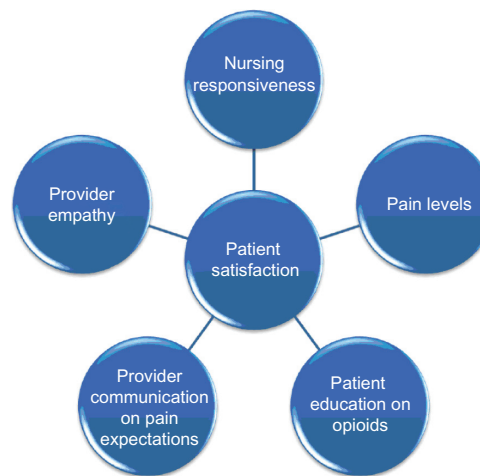 Nursing
responsiveness
Provider
empathy
Pain levels
Patient
satisfaction
Provider
communication
on pain
expectations
Patient
education on
opioids